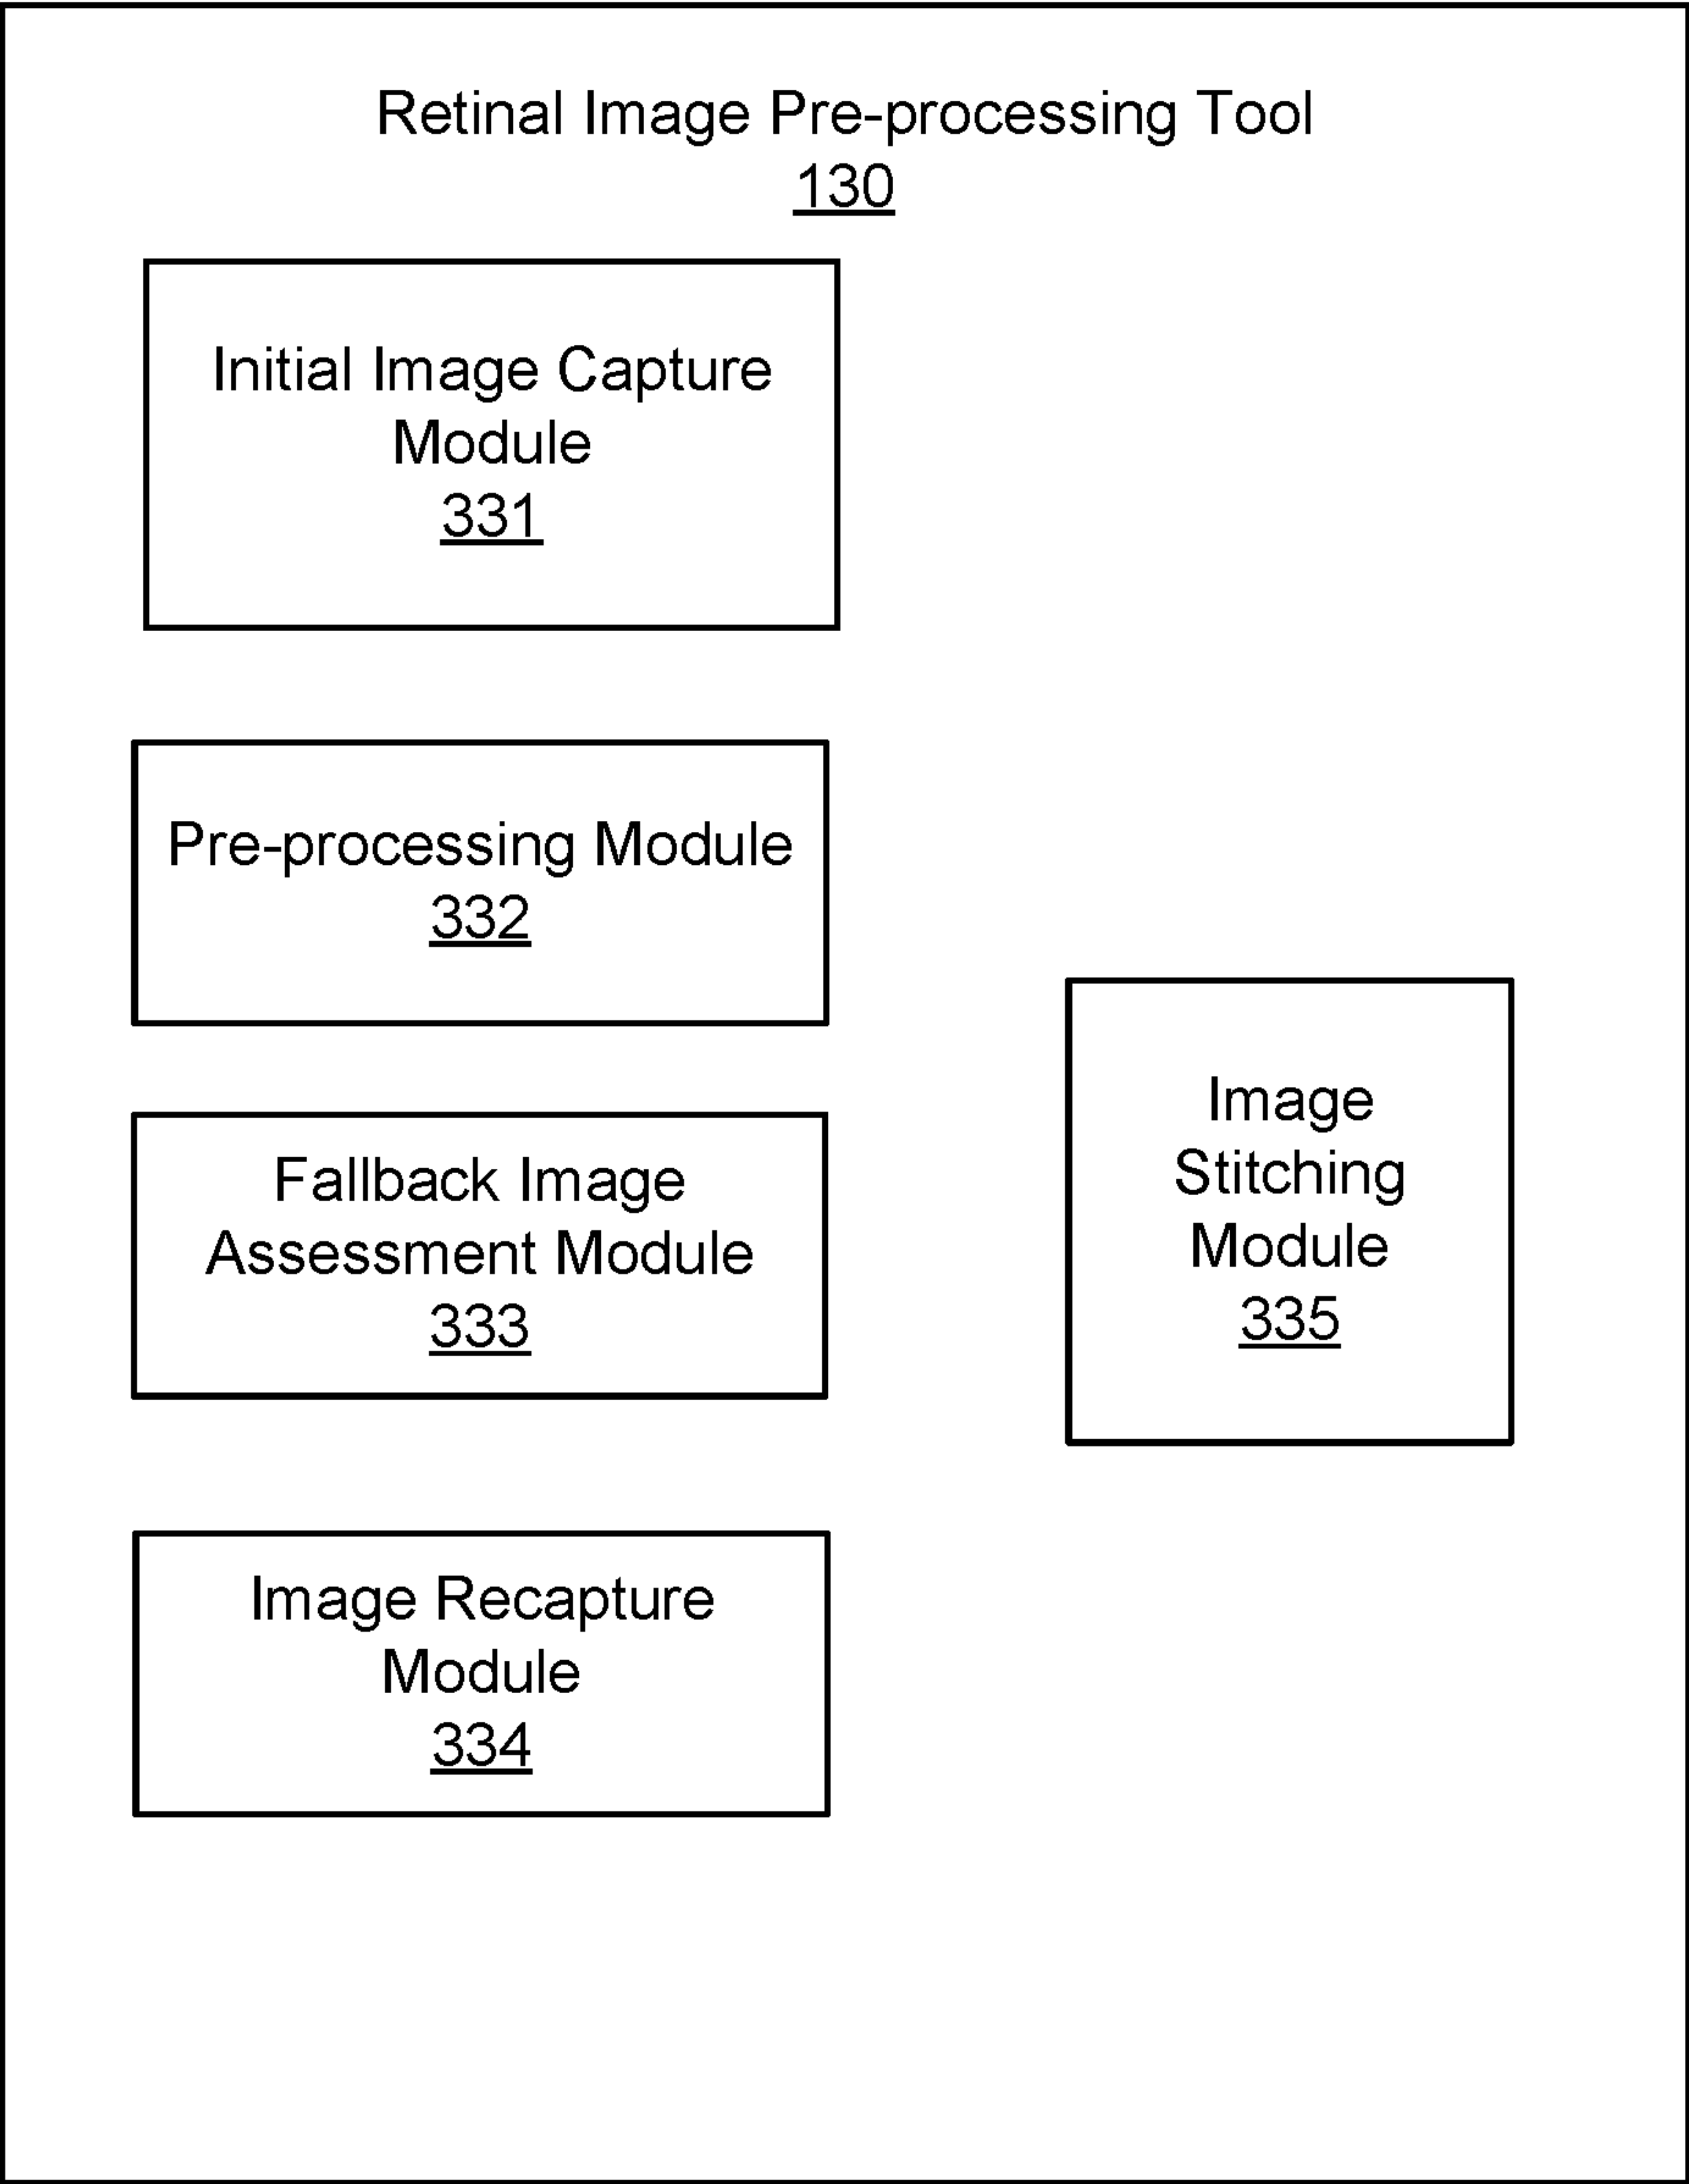 Retinal Image Pre-processing Tool
130
Initial Image Capture
Module
331
Pre-processing Module
332
Fallback Image
Assessment Module
333
Image Recapture
Module
334
Image
Stitching
Module
335